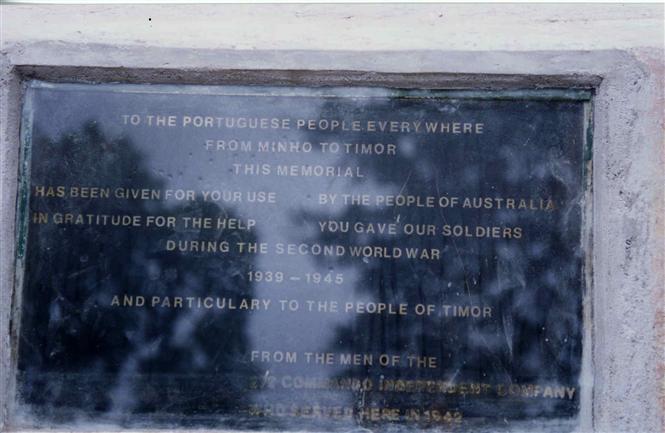 TO THE PORTUGUESE PEOPLE EVERYWHERE
FROM MINHO TO TIMOR
THIS MEMORIAL
HAS BEEN GIVEN FOR YOUR USE BY THE PEOPLE OF AUSTRALIA
IN GRATITUDE FOR THE HELP YOU GAVE OUR SOLDIERS
DURING THE SECOND WORLD WAR
1939 – 1945
AND PARTICULARY TO THE PEOPLE OF TIMOR
FROM THE MEN OF THE
2/2 COMMANDO INDEPENDENT COMPANY
WHO SERVED HERE IN 1942